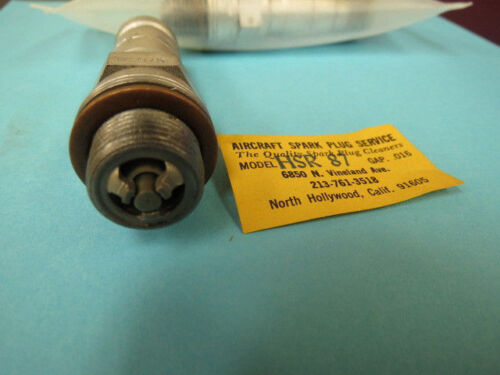 AIRCRAFT SPARK PLUG SERVICE
The Quality Spark Plug Cleaners
MODEL HSR 87 GAP. .016
6850 N. Vineland Ave.
213-761-3518
North Hollywood, Calif. 91605